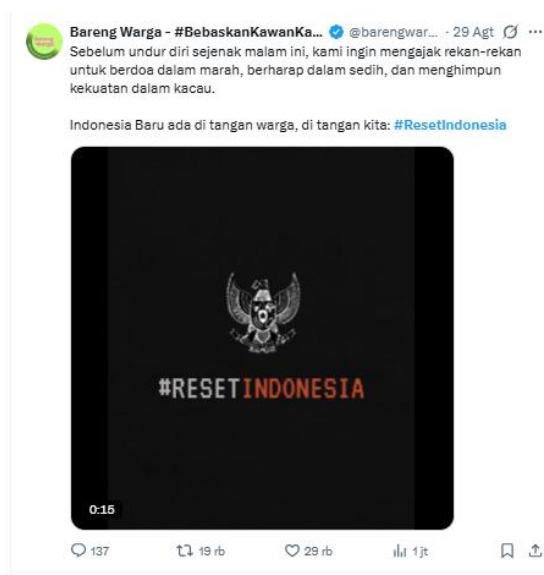 Bareng Warga - #BebaskanKawanKa... @barengwar... · 29 Agt
Sebelum undur diri sejenak malam ini, kami ingin mengajak rekan-rekan
untuk berdoa dalam marah, berharap dalam sedih, dan menghimpun
kekuatan dalam kacau.
Indonesia Baru ada di tangan warga, di tangan kita: #ResetIndonesia
#RESETINDONESIA
0:15
137 19 rb 29 rb 1 jt